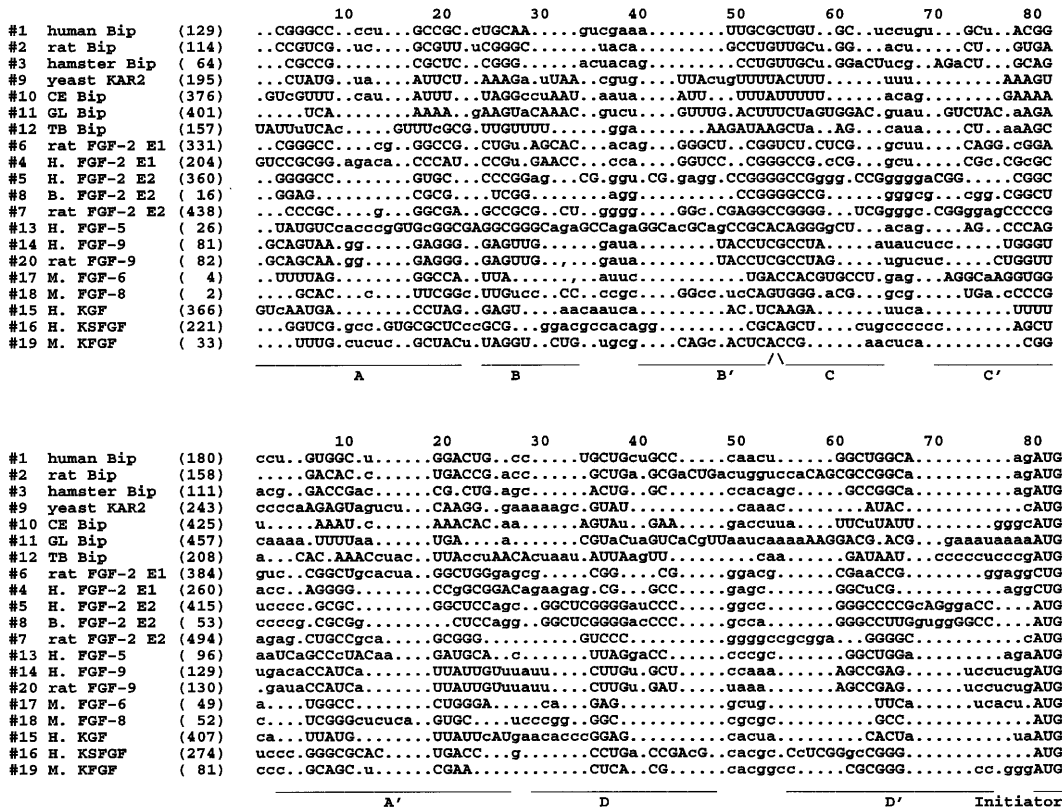 10 20 30 40 50 60 70 80
#1 human Bip (129) ..CGGGCC.ccu...GCCGC.cUGCAA....gucgaaa........UUGCGCUGU..gc..uccugu...GCu..ACGG
#2 rat Bip (114) ..CCGUCG.uc...GCGUU.uCGGGC......uaca........GCCUGUUGCu.GG...acu....CU...GUGA
#3 hamster Bip ( 64) ...CGCCG......CGCUC..CGGG....acuacag........CCUGUUGCu.GGaCUucg..AGaCU...GCAG
#9 yeast KAR2 (195) ...CUAUG.ua...AUUCU..AAAGa.uUAA..cgug....UUAcugUUUUACUUU.....uuu.....AAAGU
#10 CE Bip (376) .GUCgUUU..cau..AUUU...UAGGccuAAU..aaua...AUU...UUUAUUUUU......acag......GAAAA
#11 GL Bip (401) .....UCA.......AAAA.gAAGUaCAAAC..gucu....GUUUG.ACUUUCUaGUGGAC.gua..GUCUAC.aAGA
#12 TB Bip (157) UAUUuUCAC....GUUUcGCG.UUGUUUU.....gga......AAGAUAAGCUa..AG...caua..CU..aaAGC
#6 rat FGF-2 E1 (331) ..CGGGCC...cg..GGCCG..CUGu.AGCAC..acag....GGGCU.CGGUCU.CUCG...gcuu....CAGG.cGGA
#4 H. FGF-2 E1 (204) GUCCGCGG.agaca..CCCAU...CCGu.GAACC...cca...GGUCC..CGGGCCG.ccG....gcu....CGc.CGcGC
#5 H. FGF-2 E2 (360) ..GGGGCC......GUGC...CCCGGag...CG.gguCG.gagg.CCGGGGCCGggg.CCGggggaCGG....CGGC
#8 B. FGF-2 E2 ( 16) ..GGAG.......CGCG....UCGG......agg........CCGGGGCCG.......gggcg...cgg.CGGCU
#7 rat FGF-2 E2 (438) ...CCCGC...g..GGCGA..GCCGCG..CU..gggg...GGc.CGAGGCCGGGG...UCGgggc.CGGggagCCCCG
#13 H. FGF-5 ( 26) ..UAUGUCcacccgGUgcGGCGAGGCGGGCAgagCCagaGGCACgCAGCCGCACAGGGgCU....acag....AG....CCCAG
#14 H. FGF-9 ( 81) .GCAGUAA.gg....GAGGG..GAGUUG.....gaua......UACCUCGCCUA.....auaucucc....UGGGU
#20 rat FGF-9 ( 82) .GCAGCAA.gg....GAGGG..GAGUUG..,...gaua......UACCUCGCCUAG.....ugucuc..CUGGUU
#17 M. FGF-6 ( 4) ..UUUUAG.......GGCCA..UUA.......,.auuc.......UGACCACGUGCCU.gag..AGGCaAGGUGG
#18 M. FGF-8 ( 2) ....GCAC...c...UUCGGC.UUGucc..CC..cgc....GGcc.ucCAGUGGG.aCG...gcg...UGa.CCCCG
#15 H. KGF (366) GUCaAUGA......CCUAG..GAGU....aacaauca......AC.UCAAGA......uuca......UUUU
#16 H. KSFGF (221) ...GGUCG.gcc.GUGCGCUCccGCG...ggacgccacagg......CGCAGCU...cugcccccc....AGCU
#19 M. KFGF ( 33) ....UUUG.cucuc.GCUACu.UAGGU..CUG..ugcg....CAGc.ACUCACCG......aacuca......CGG
/\
A B B' C C'
10 20 30 40 50 60 70 80
#1 human Bip (180) ccu..GUGGC.u......GGACUG...cc.....UGCUGCuGCC....caacu......GGCUGGCA..........agAUG
#2 rat Bip (158) .....GACAC.c......UGACCG.acc......GCUGa.GCGACUGacugguccaCAGCGCCGGCa..........agAUG
#3 hamster Bip (111) acg..GACCGac......CG.CUG.agc......ACUG..GC.......ccacagc....GCCGGCa..........agAUG
#9 yeast KAR2 (243) ccccaAGAGUagucu...CAAGG..gaaaaagc.GUAU...........caaac......AUAC..............cAUG
#10 CE Bip (425) u.....AAAU.c......AAACAC.aa.......AGUAu.GAA......gaccuua..UUCuUAUU.........gggcAUG
#11 GL Bip (457) caaaa.UUUUaa......UGA...a.......CGUaCUaGUCaCgUUaaucaaaaAAGGACG.ACG....gaaauaaaaAUG
#12 TB Bip (208) a...CAC.AAACCuac..UUAccUAACACUaauu.AUUAagUU........caa......GAUAAU.....ccccucccgAUG
#6 rat FGF-2 E1 (384) guc..CGGCUgcacua..GGCUGGgagcg......CGG....CG.......ggacg.....CGaaCCG......ggaggCUG
#4 H. FGF-2 E1 (260) acc..AGGGG........CCggCGGACagaagag.CG...GCC.......gagc......GGCuCG..........aggCUG
#5 H. FGF-2 E2 (415) ucccc.GCGC........GGCUCCagc..GGCUCGGGGauCCC.......ggcc......GGGCCCCGcAGggaCC...AUG
#8 B. FGF-2 E2 ( 53) ccccg.CGCGg.......CUCCagg....GGCUCGGGGaCCCC.......gcca......GGGCCUUGguggGGCC...AUG
#7 rat FGF-2 E2 (494) agag.CUGCCgca.....GCGGG............GUCCC..........ggggccgcgga..GGGGC...........cAUG
#13 H. FGF-5 ( 96) aaUCaGCCCUACaa....GAUGCA..c......UUAGgaCC.........cccgc......GGCUGGa..........agaAUG
#14 H. FGF-9 (129) ugacaCCAUCa.......UUAUUGUuuauu....CUUGu.GCU.......uaaa.......AGCCGAG......uccucugUG
#20 rat FGF-9 (130) .gauaCCAUCa.......UUAUUGUuuauu....CUUGu.GAU.......uaaa.......AGCCGAG......uccucuGAUG
#17 M. FGF-6 ( 49) a...UGGCC.........CUGGGA....ca..GAG...............gcug........UUCa.......ucacu.AUG
#18 M. FGF-8 ( 52) c....UCGGGcucuca..GUGC....ucccgg..GGC.............cgcgc.......GCC..............AUG
#15 H. KGF (407) ca..UUAUG.........UUAUUCAUgaacacccGGAG............cacua.......CACUa...........uaAUG
#16 H. KSFGF (274) uccc.GGGCGCAC.....UGACC..g........CCCUGa.CCGACG...cacgc.CcUCGGgcCGGG............AUG
#19 M. KFGF ( 81) ccc..GCAGC.u......CGAA............CUCA..CG........cacggcc....CGCGGG.......cc.gggAUG
A' D D' Initiator